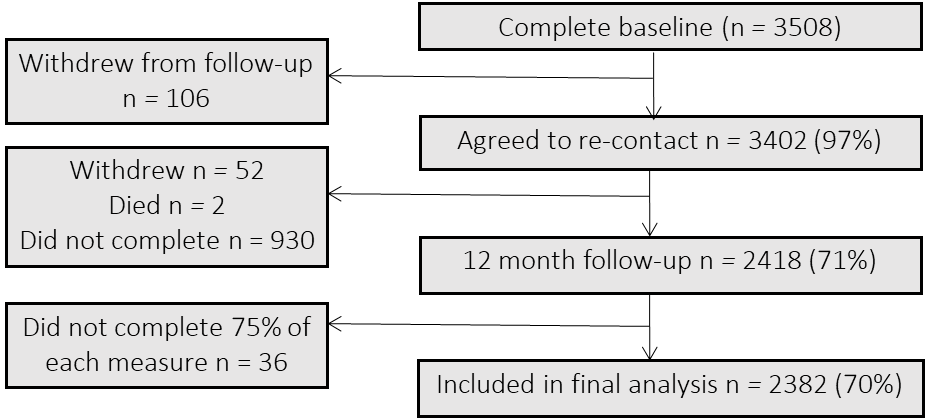 Complete baseline (n = 3508)
Withdrew from follow-up
n = 106
Agreed to re-contact n = 3402 (97%)
Withdrew n = 52
Died n = 2
Did not complete n = 930
12 month follow-up n = 2418 (71%)
Did not complete 75% of
each measure n = 36
Included in final analysis n = 2382 (70%)